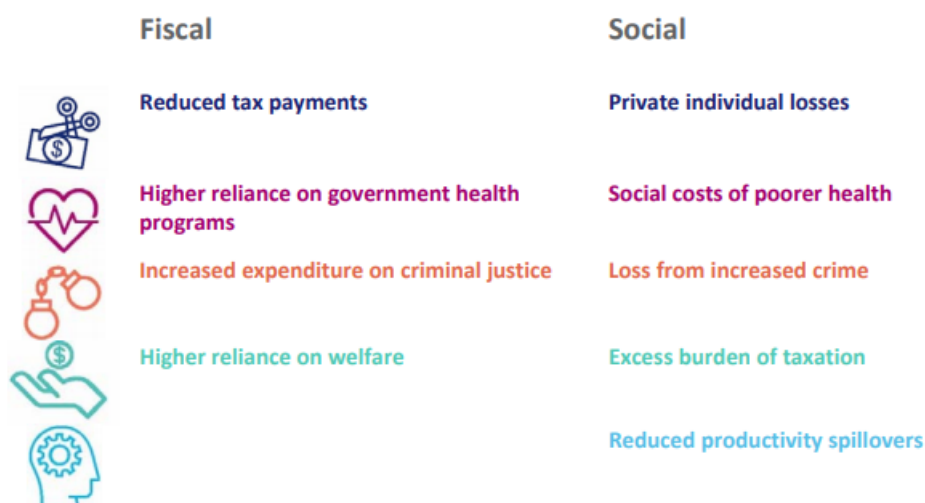 Fiscal
Social
Reduced tax payments
Private individual losses
Higher reliance on government health
programs
Social costs of poorer health
Increased expenditure on criminal justice
Loss from increased crime
$
Higher reliance on welfare
Excess burden of taxation
Reduced productivity spillovers
$